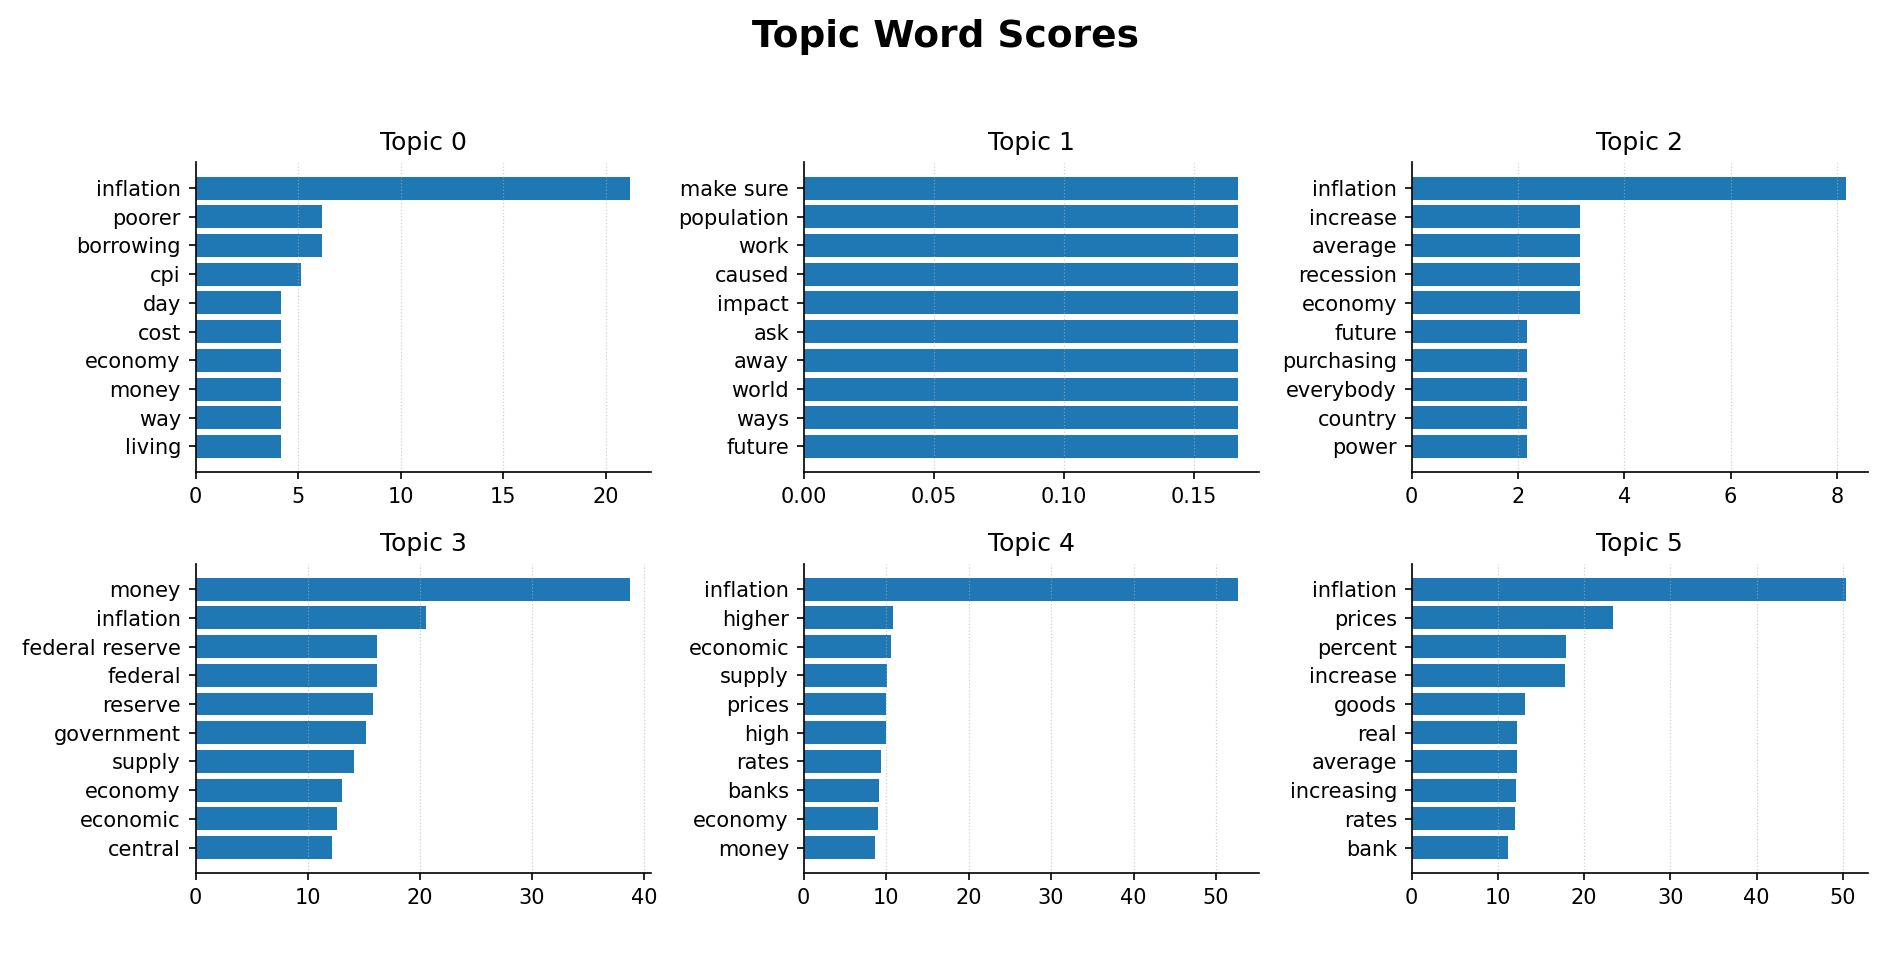 Topic Word Scores
Topic 0
inflation
poorer
borrowing
cpi
day
cost
economy
money
way
living
0 5 10 15 20
Topic 1
make sure
population
work
caused
impact
ask
away
world
ways
future
0.00 0.05 0.10 0.15
Topic 2
inflation
increase
average
recession
economy
future
purchasing
everybody
country
power
0 2 4 6 8
Topic 3
money
inflation
federal reserve
federal
reserve
government
supply
economy
economic
central
0 10 20 30 40
Topic 4
inflation
higher
economic
supply
prices
high
rates
banks
economy
money
0 10 20 30 40 50
Topic 5
inflation
prices
percent
increase
goods
real
average
increasing
rates
bank
0 10 20 30 40 50